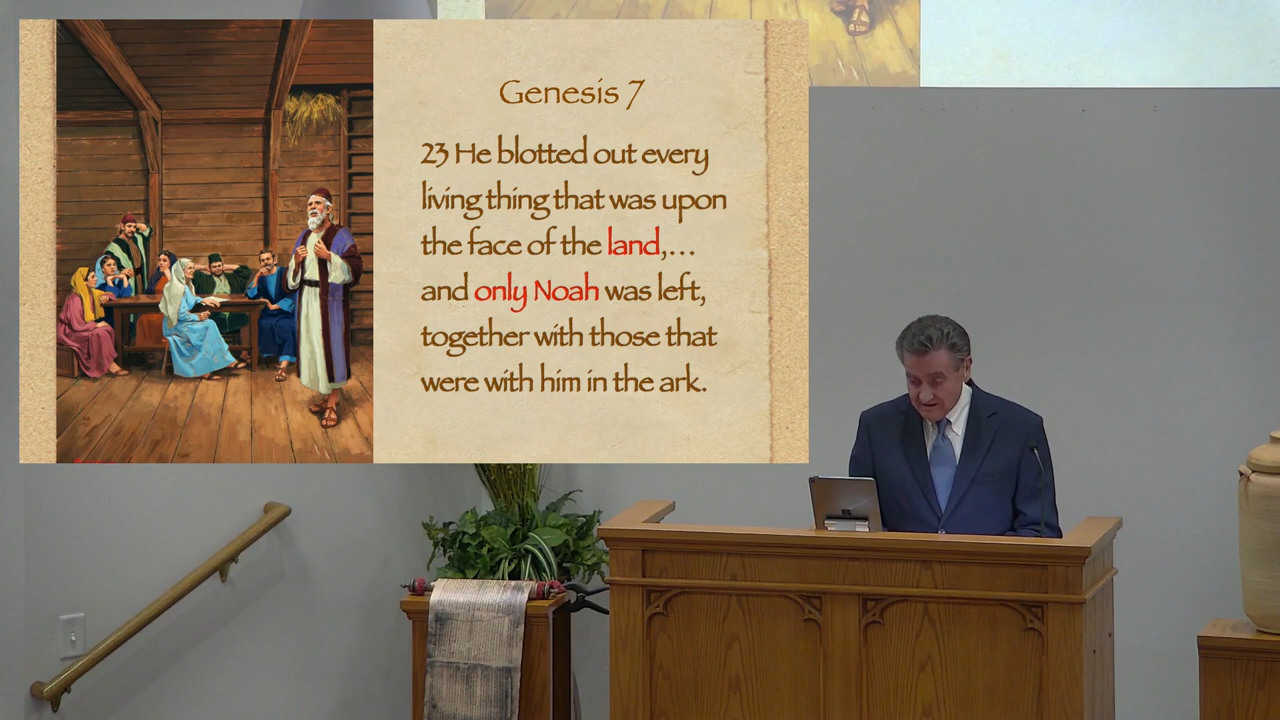 Genesis 7
23 He blotted out every
living thing that was upon
the face of the land,...
and only Noah was left,
together with those that
were with him in the ark.